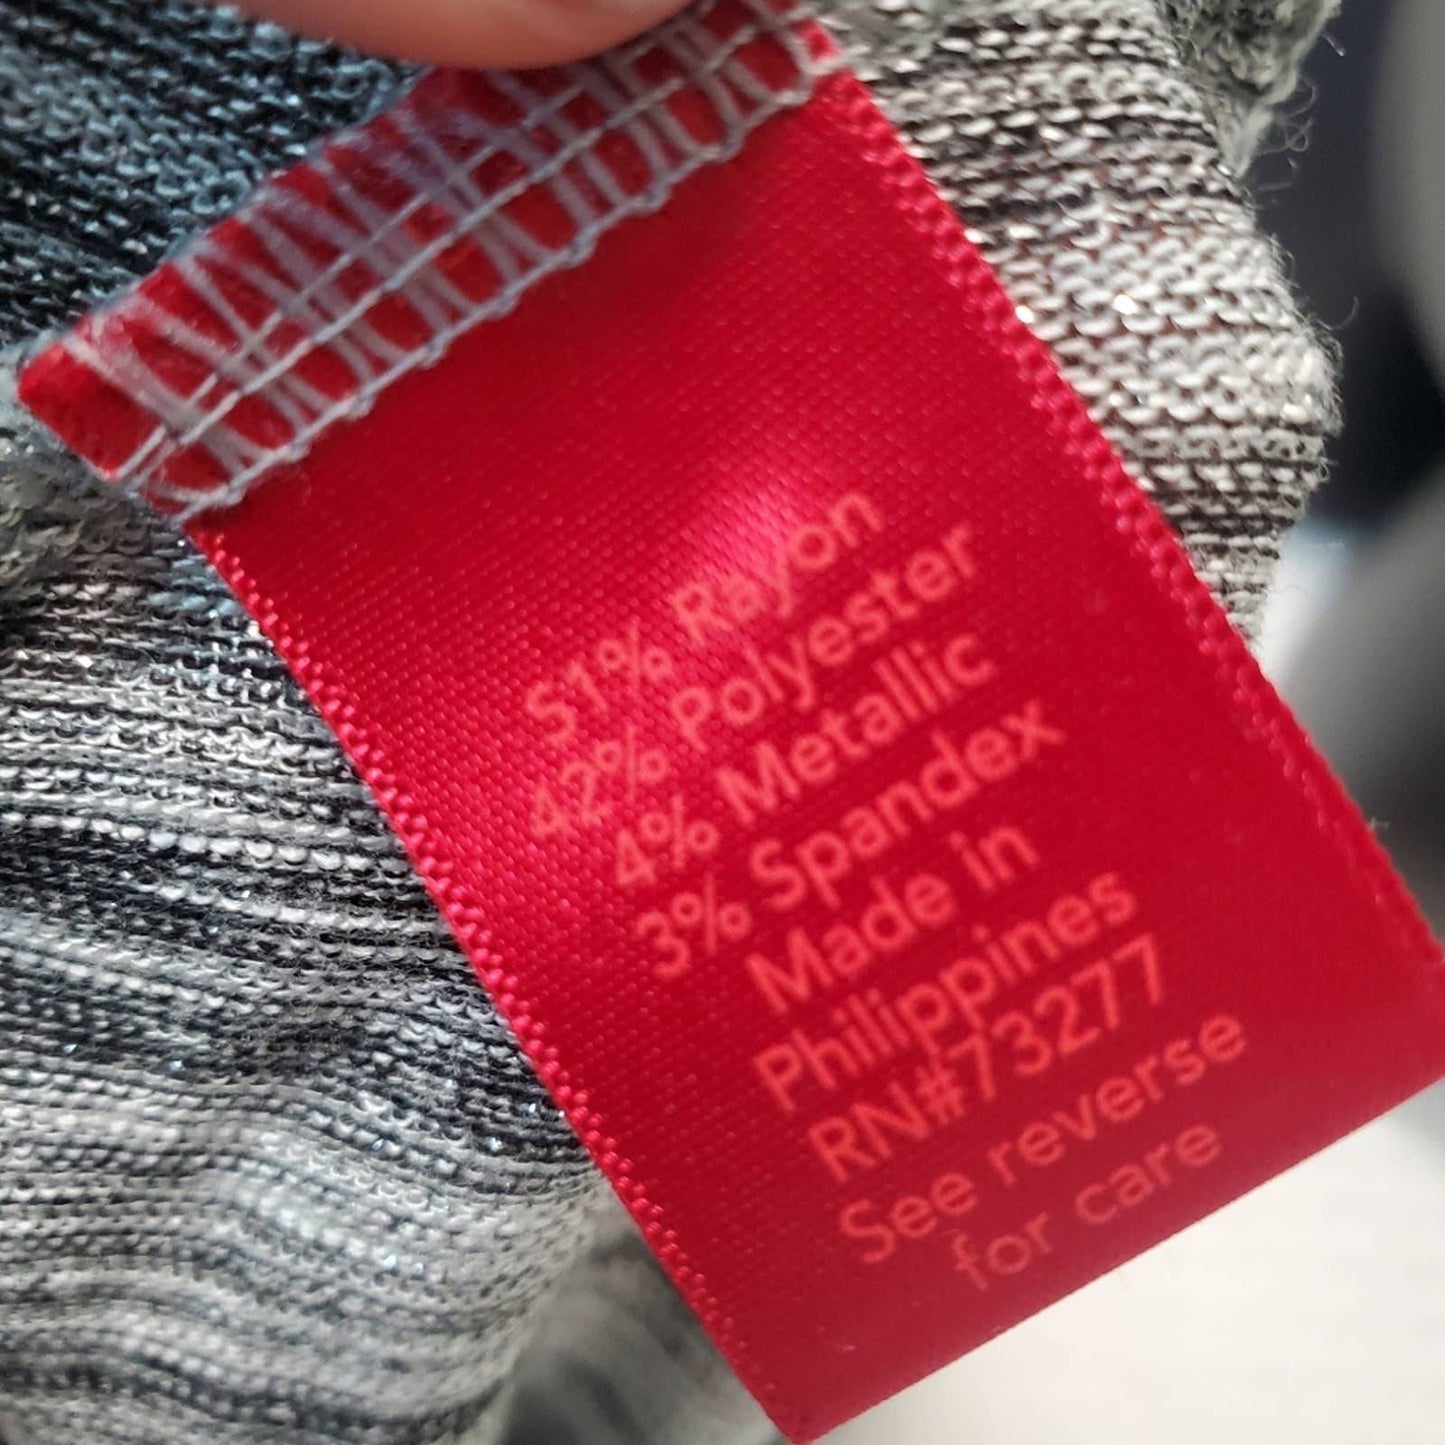 51% Rayon
42% Polyester
4% Metallic
3% Spandex
Made in
Philippines
RN#73277
See reverse
for care